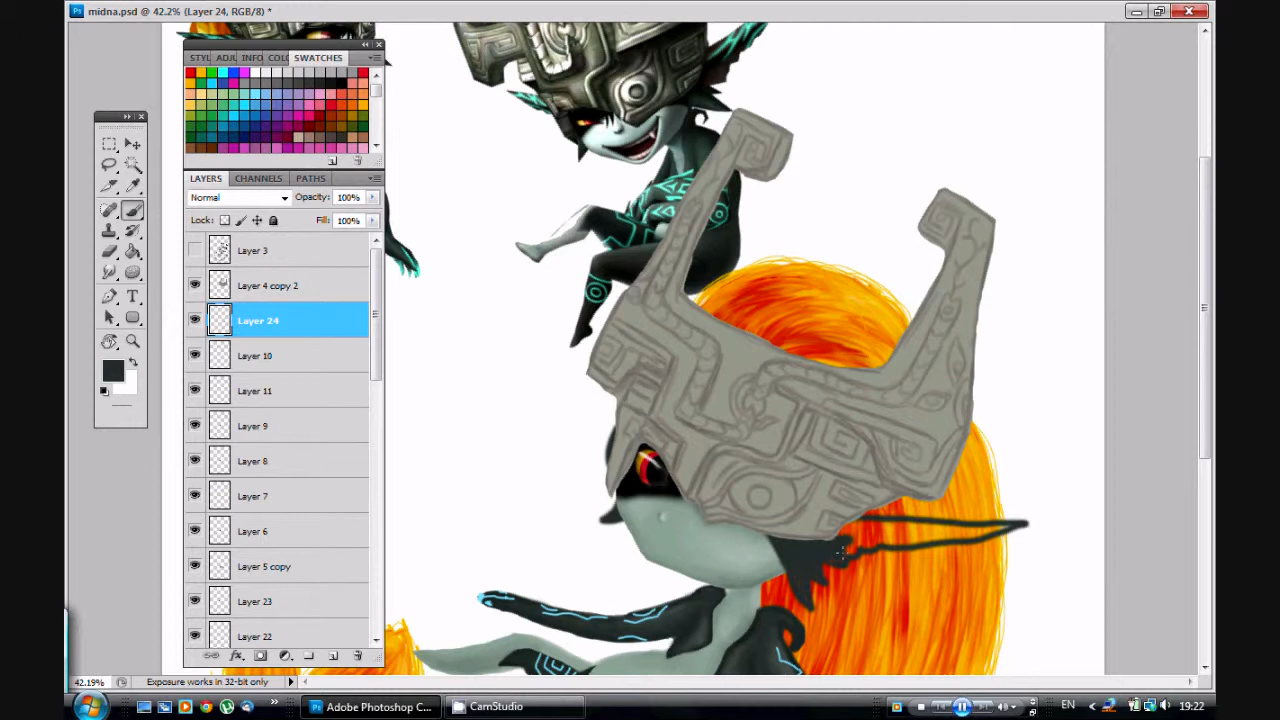 midna.psd @ 42.2% (Layer 24, RGB/8) *
STYL ADJU INFO COLO SWATCHES
LAYERS CHANNELS PATHS
Normal Opacity: 100%
Lock: Fill: 100%
Layer 3
Layer 4 copy 2
Layer 24
Layer 10
Layer 11
Layer 9
Layer 8
Layer 7
Layer 6
Layer 5 copy
Layer 23
Layer 22
42.19% Exposure works in 32-bit only
Adobe Photoshop C... CamStudio EN 19:22